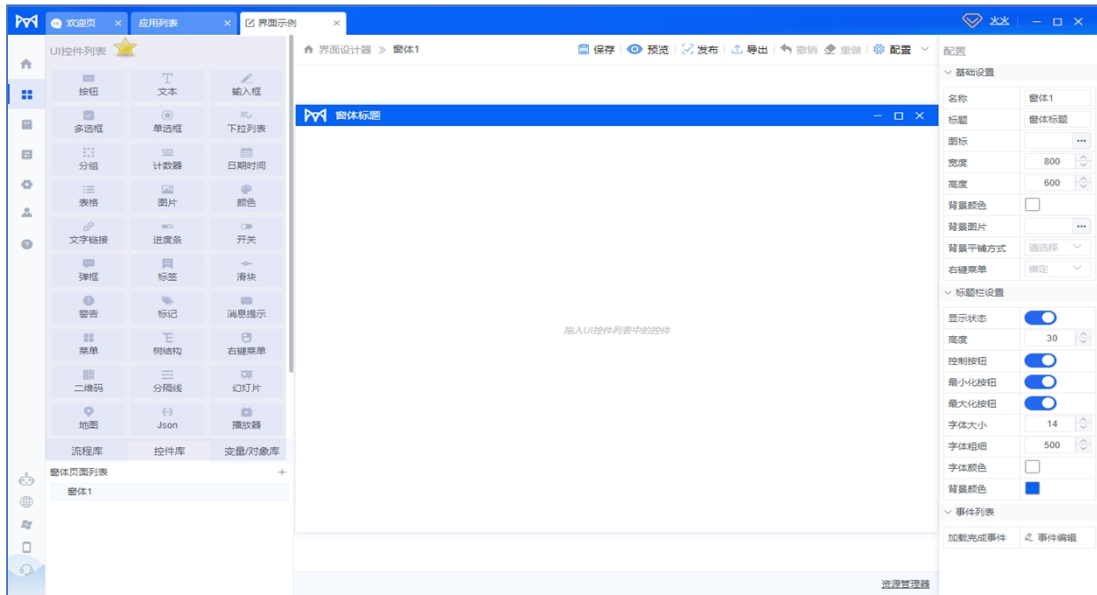 欢迎页 × 应用列表 × 界面示例 × 火火
UI控件列表
界面设计器 > 窗体1 保存 预览 发布 导出 撤销 重做 配置
配置
按钮 文本 输入框
多选框 单选框 下拉列表
分组 计数器 日期时间
表格 图片 颜色
文字链接 进度条 开关
弹框 标签 滑块
警告 标记 消息提示
菜单 树结构 右键菜单
二维码 分隔线 幻灯片
地图 Json 播放器
流程库 控件库 变量/对象库
窗体页面列表 +
窗体1
窗体标题
拖入UI控件列表中的控件
资源管理器
基础设置
名称 窗体1
标题 窗体标题
图标 ···
宽度 800
高度 600
背景颜色
背景图片 ···
背景平铺方式 请选择
右键菜单 绑定
标题栏设置
显示状态
高度 30
控制按钮
最小化按钮
最大化按钮
字体大小 14
字体粗细 500
字体颜色
背景颜色
事件列表
加载完成事件 事件编辑